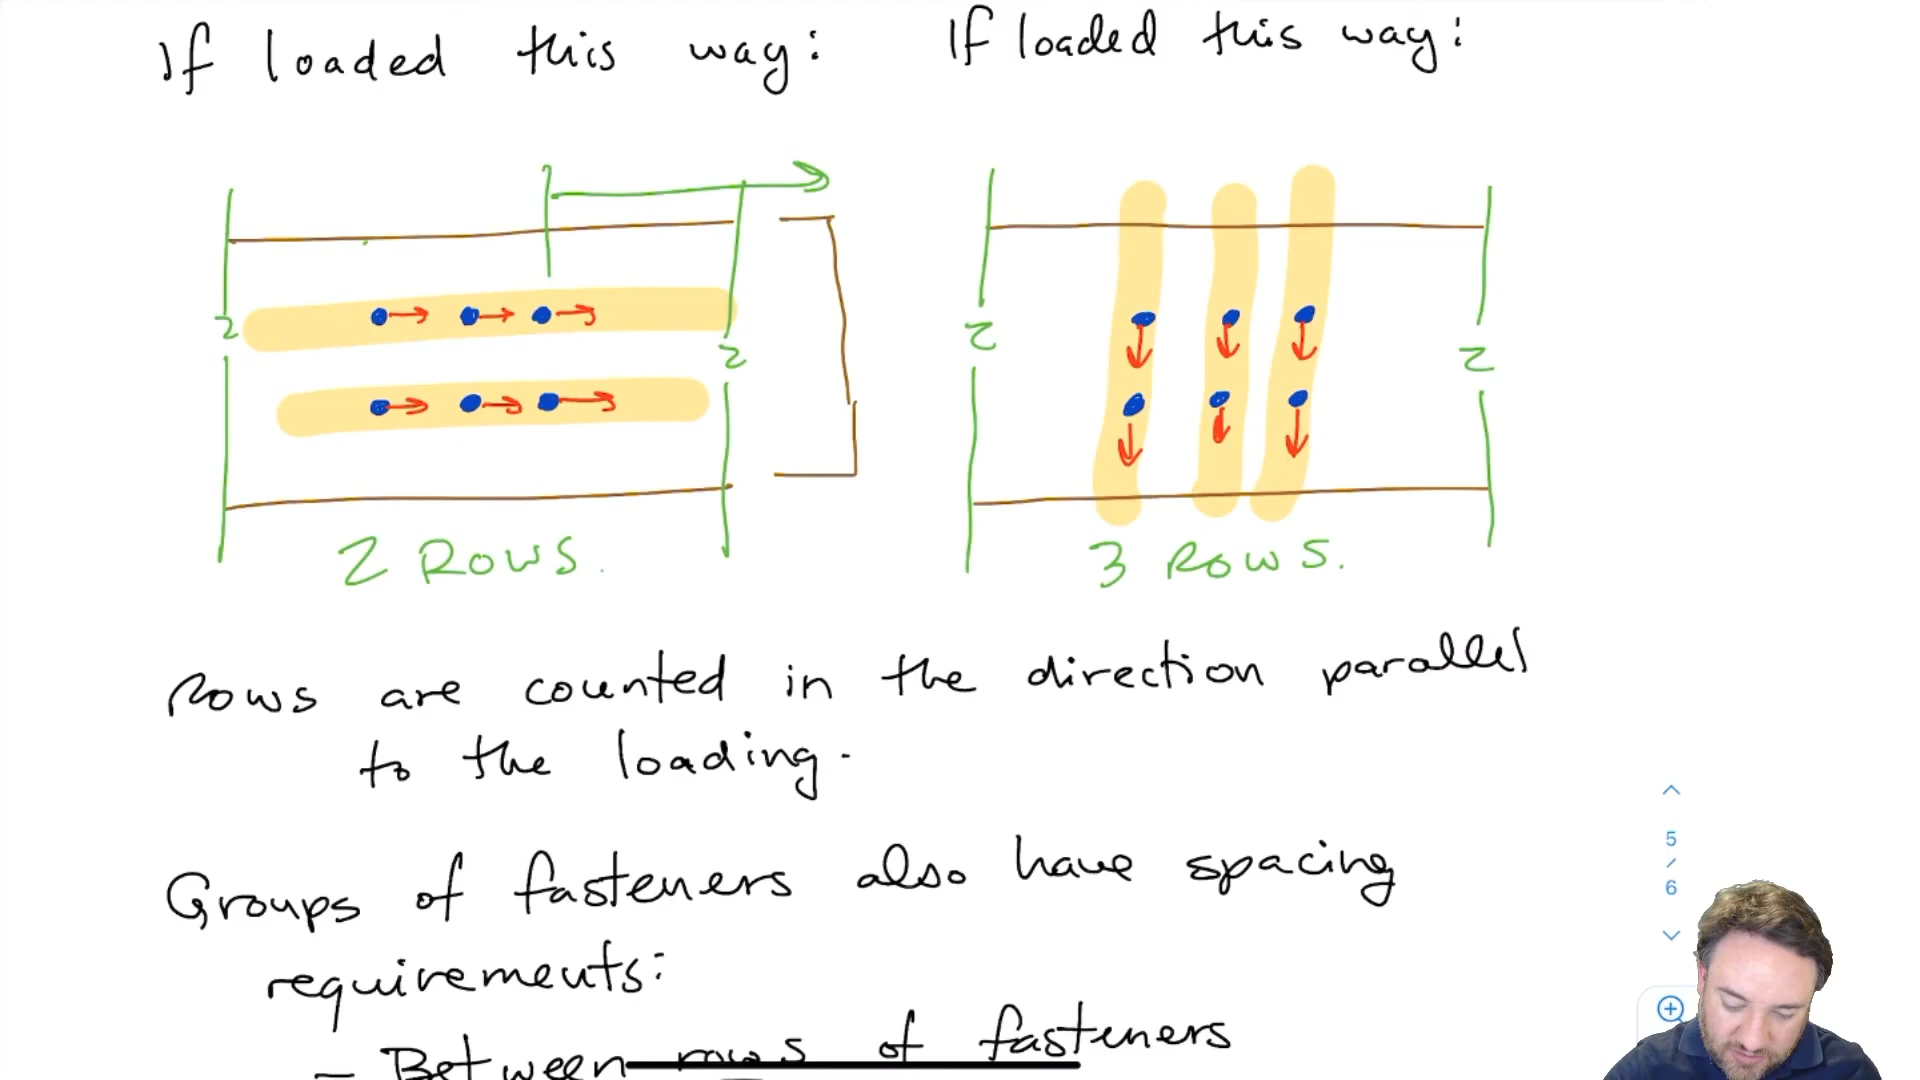 If loaded this way:
If loaded this way:
2 ROWS.
3 ROWS.
Rows are counted in the direction parallel
to the loading.
Groups of fasteners also have spacing
requirements:
- Between rows of fasteners
5
/
6